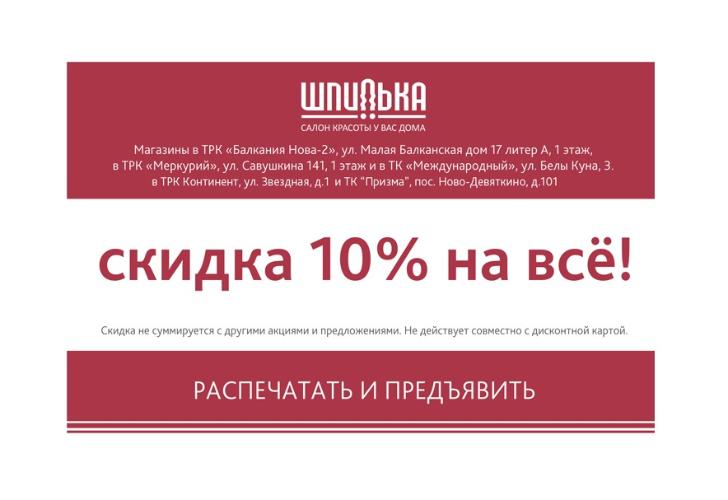 ШПИЛЬКА
САЛОН КРАСОТЫ У ВАС ДОМА
Магазины в ТРК «Балкания Нова-2», ул. Малая Балканская дом 17 литер А, 1 этаж,
в ТРК «Меркурий», ул. Савушкина 141, 1 этаж и в ТК «Международный», ул. Белы Куна, 3.
в ТРК Континент, ул. Звездная, д.1 и ТК "Призма", пос. Ново-Девяткино, д.101
скидка 10% на всё!
Скидка не суммируется с другими акциями и предложениями. Не действует совместно с дисконтной картой.
РАСПЕЧАТАТЬ И ПРЕДЪЯВИТЬ